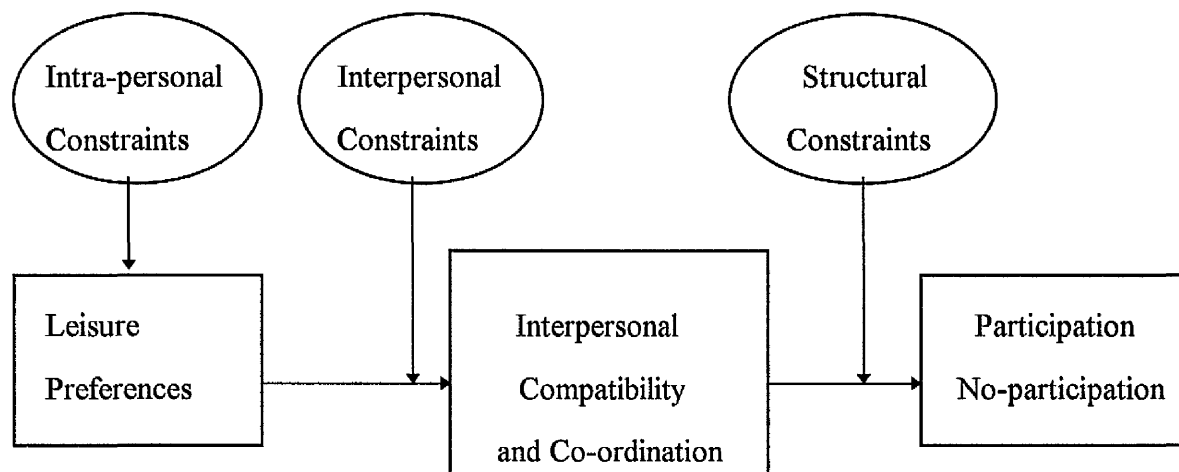 Intra-personal
Constraints
Interpersonal
Constraints
Structural
Constraints
Leisure
Preferences
Interpersonal
Compatibility
and Co-ordination
Participation
No-participation